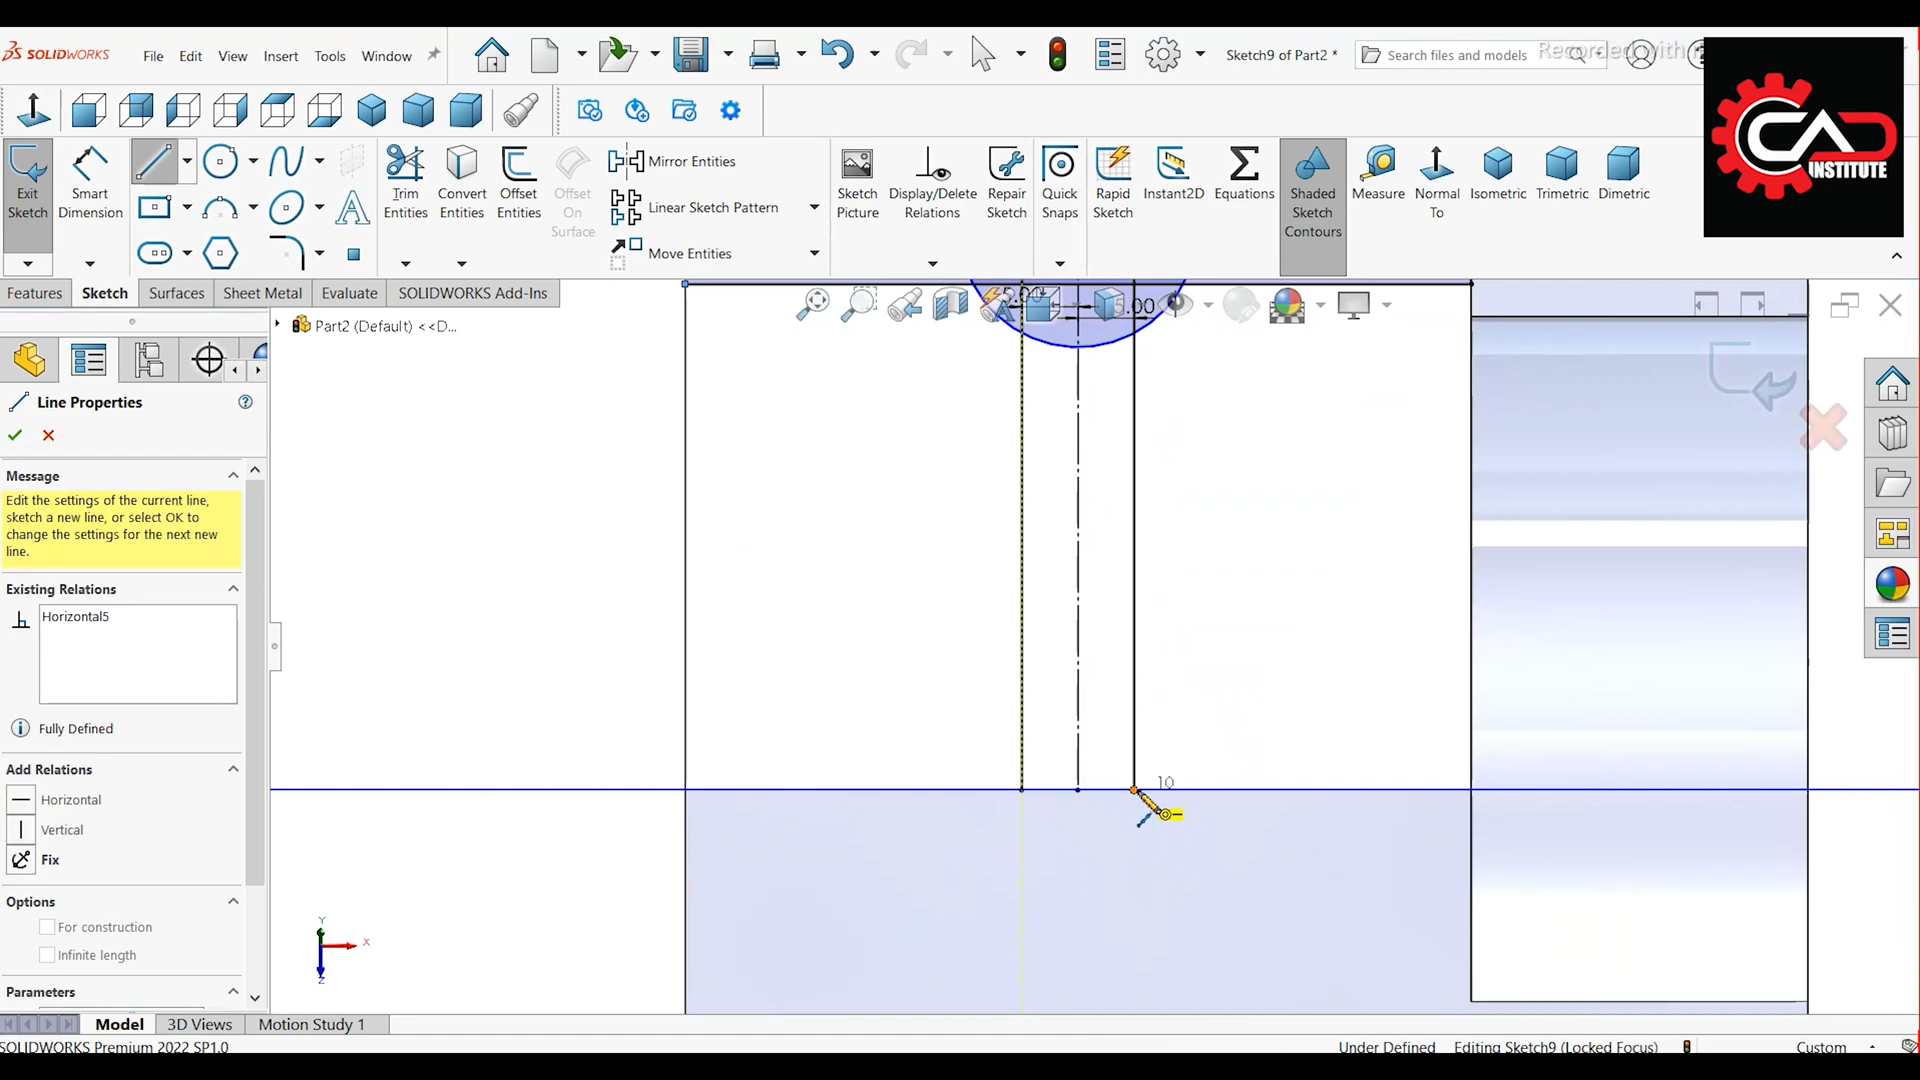 SOLIDWORKS File Edit View Insert Tools Window Sketch9 of Part2 * Search files and models Recorded with
CAD INSTITUTE
Exit Sketch
Smart Dimension
Trim Entities
Convert Entities
Offset Entities
Offset On Surface
Mirror Entities
Linear Sketch Pattern
Move Entities
Sketch Picture
Display/Delete Relations
Repair Sketch
Quick Snaps
Rapid Sketch
Instant2D
Equations
Shaded Sketch Contours
Measure
Normal To
Isometric
Trimetric
Dimetric
Features Sketch Surfaces Sheet Metal Evaluate SOLIDWORKS Add-Ins
Part2 (Default) <<D...
5.00
Line Properties
Message
Edit the settings of the current line,
sketch a new line, or select OK to
change the settings for the next new
line.
Existing Relations
Horizontal5
Fully Defined
Add Relations
Horizontal
Vertical
Fix
Options
For construction
Infinite length
Parameters
10
Y
X
Z
Model 3D Views Motion Study 1
SOLIDWORKS Premium 2022 SP1.0 Under Defined Editing Sketch9 (Locked Focus) Custom